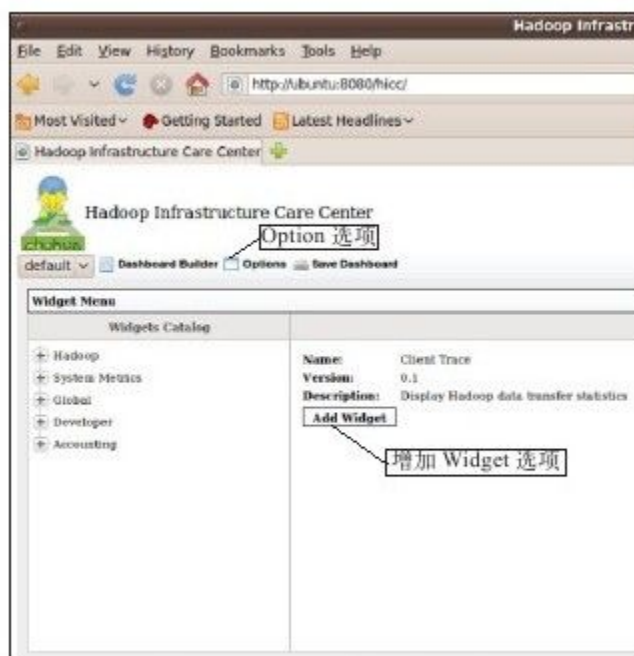 Hadoop Infrastr
File Edit View History Bookmarks Tools Help
http://ubuntu:8080/hicc/
Most Visited Getting Started Latest Headlines
Hadoop Infrastructure Care Center
Hadoop Infrastructure Care Center
chukwa
Option 选项
default Dashboard Builder Options Save Dashboard
Widget Menu
Widgets Catalog
Hadoop
System Metrics
Global
Developer
Accounting
Name: Client Trace
Version: 0.1
Description: Display Hadoop data transfer statistics
Add Widget
增加 Widget 选项